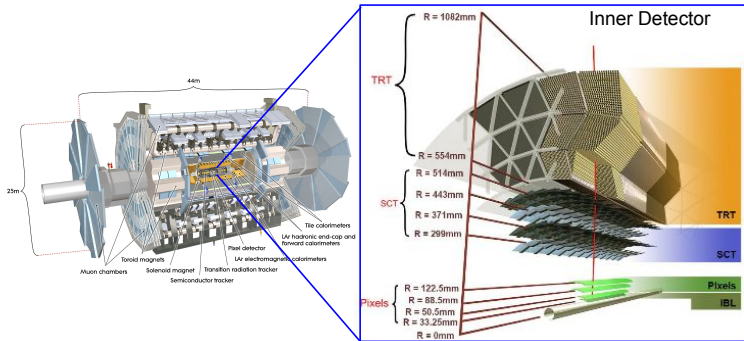 44m
25m
Tile calorimeters
LAr hadronic end-cap and
forward calorimeters
Pixel detector
Toroid magnets
LAr electromagnetic calorimeters
Muon chambers
Solenoid magnet
Transition radiation tracker
Semiconductor tracker
Inner Detector
R = 1082mm
TRT
R = 554mm
R = 514mm
R = 443mm
SCT
R = 371mm
R = 299mm
R = 122.5mm
R = 88.5mm
Pixels
R = 50.5mm
R = 33.25mm
R = 0mm
TRT
SCT
Pixels
IBL